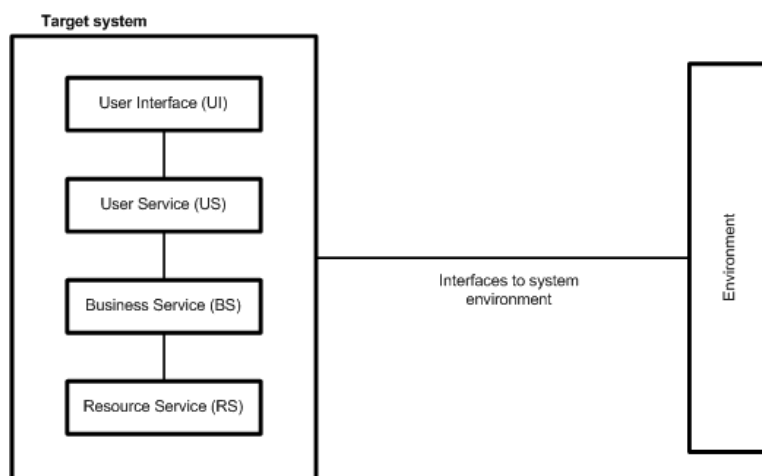 Target system
User Interface (UI)
User Service (US)
Business Service (BS)
Resource Service (RS)
Interfaces to system
environment
Environment